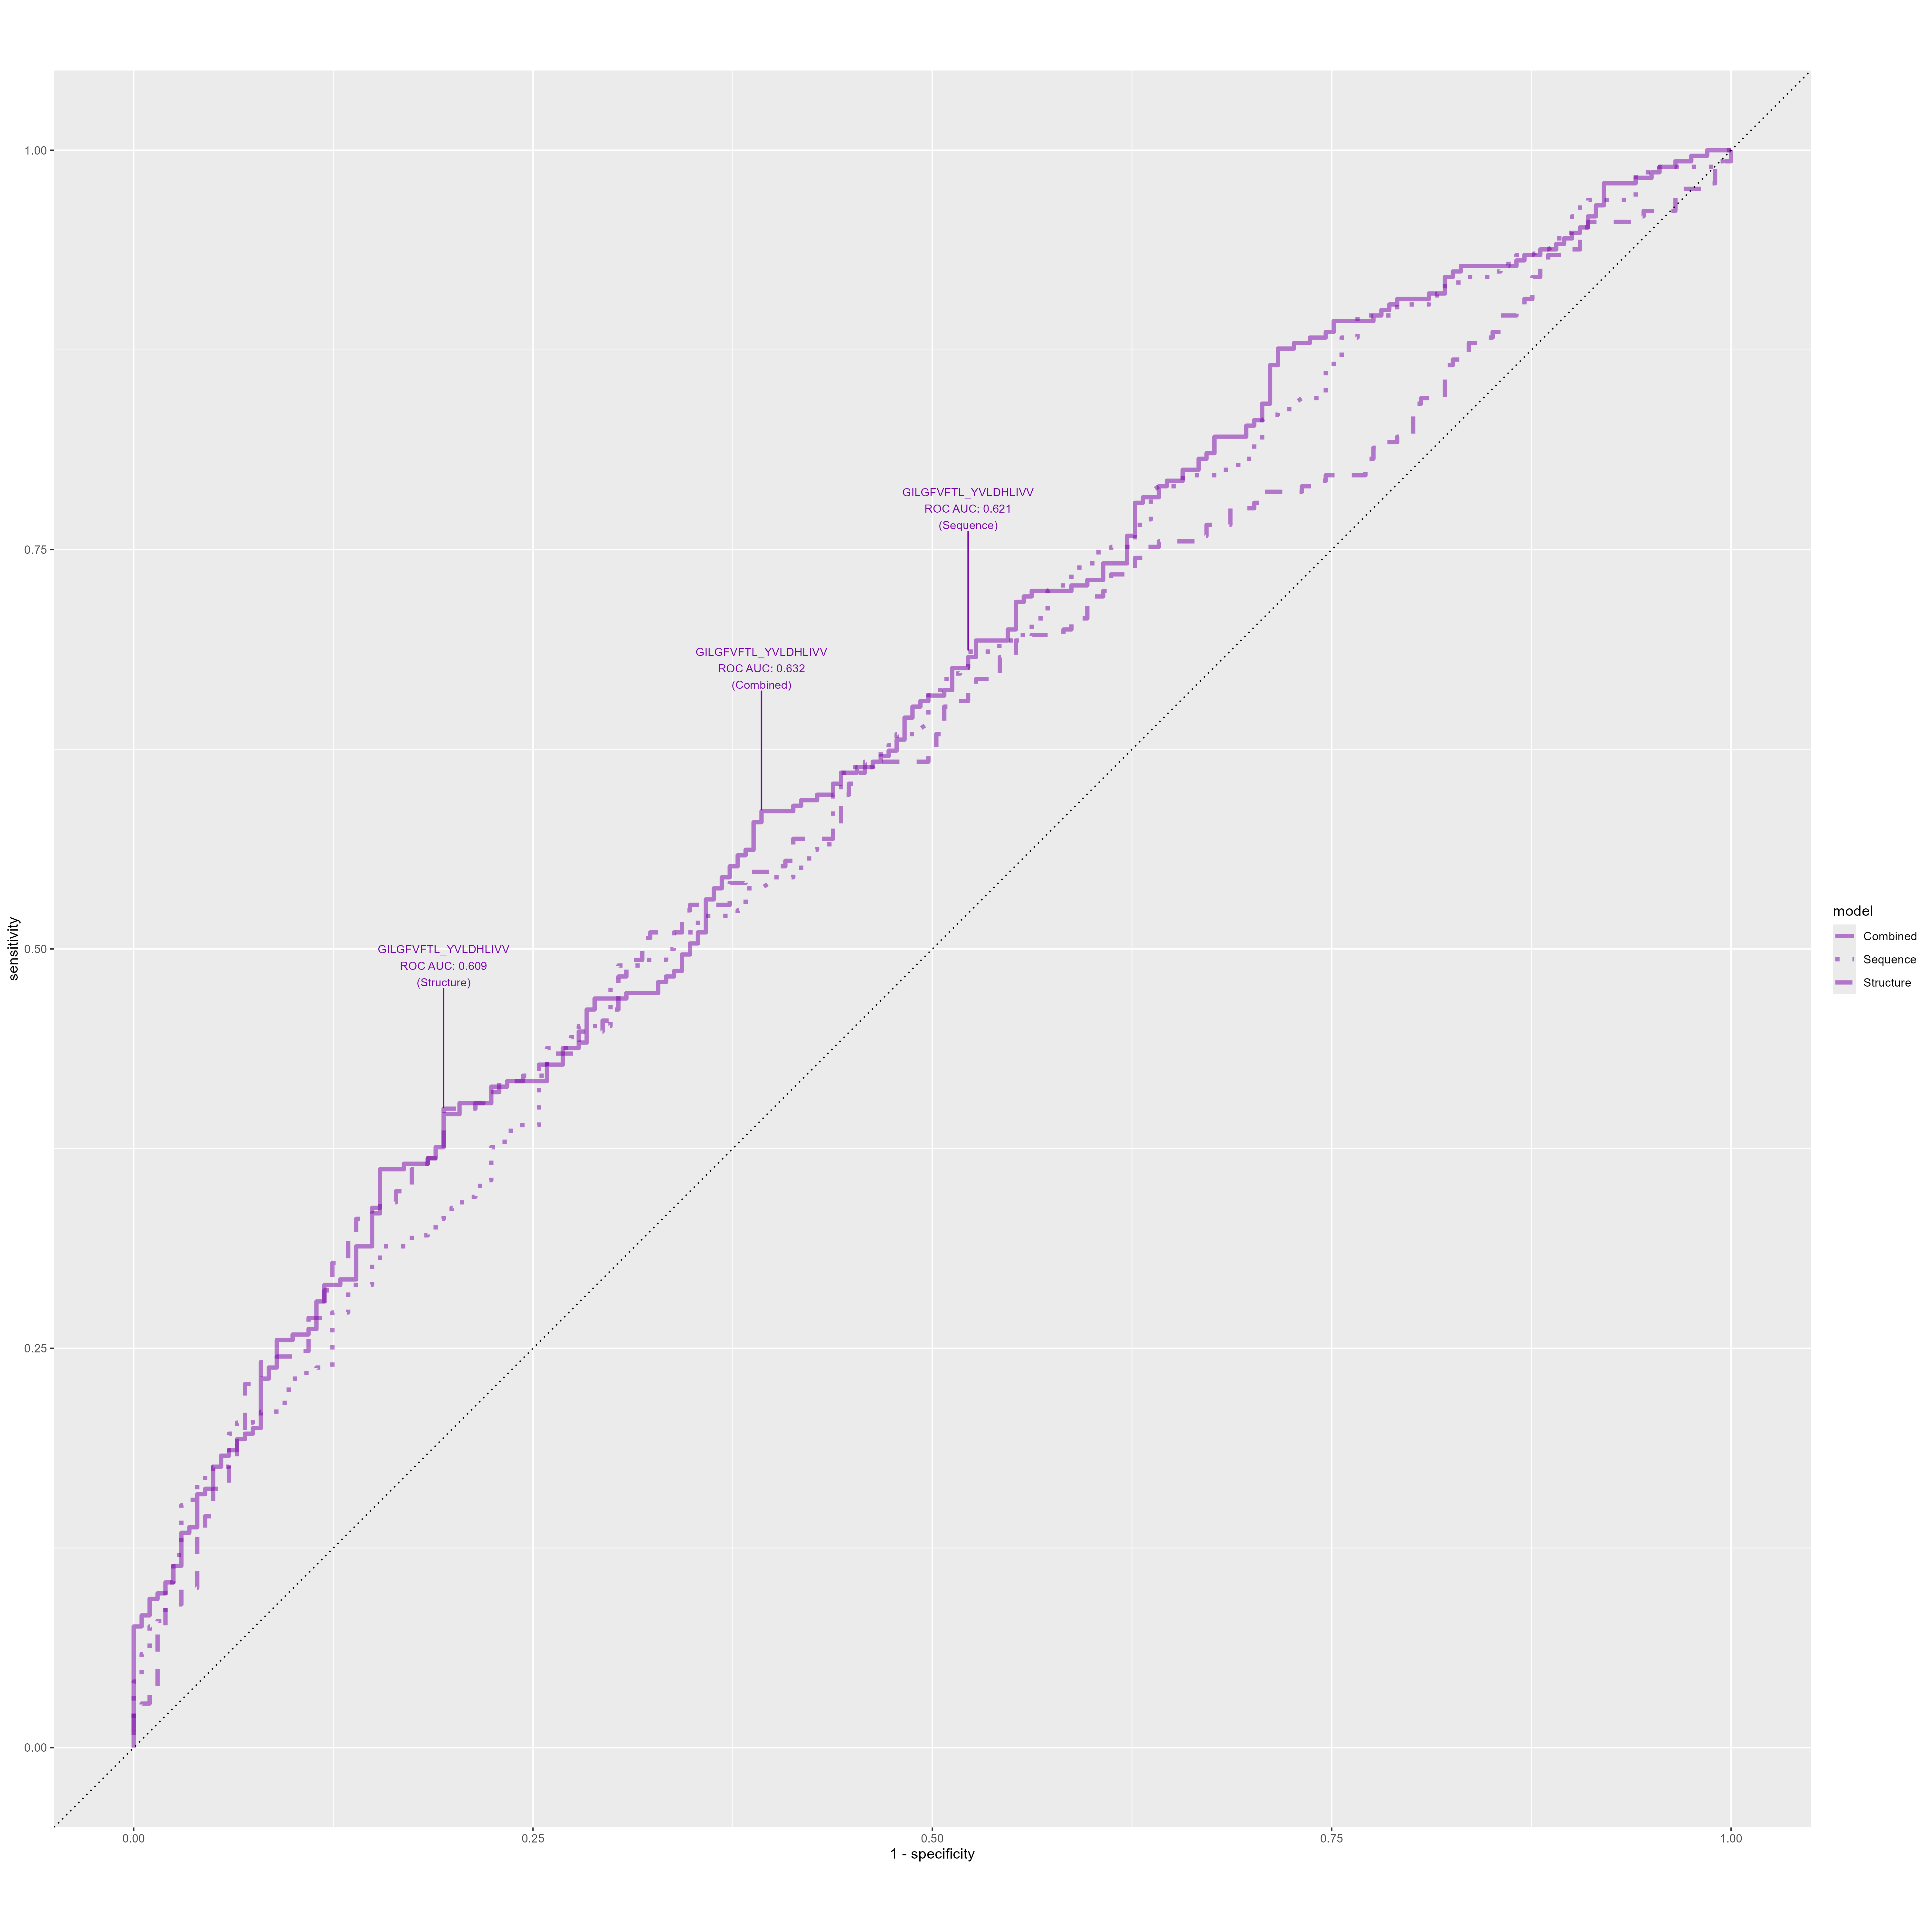 1.00
0.75
0.50
0.25
0.00
sensitivity
GILGFVFTL_YVLDHLIVV
ROC AUC: 0.621
(Sequence)
GILGFVFTL_YVLDHLIVV
ROC AUC: 0.632
(Combined)
GILGFVFTL_YVLDHLIVV
ROC AUC: 0.609
(Structure)
0.00
0.25
0.50
0.75
1.00
1 - specificity
model
Combined
Sequence
Structure